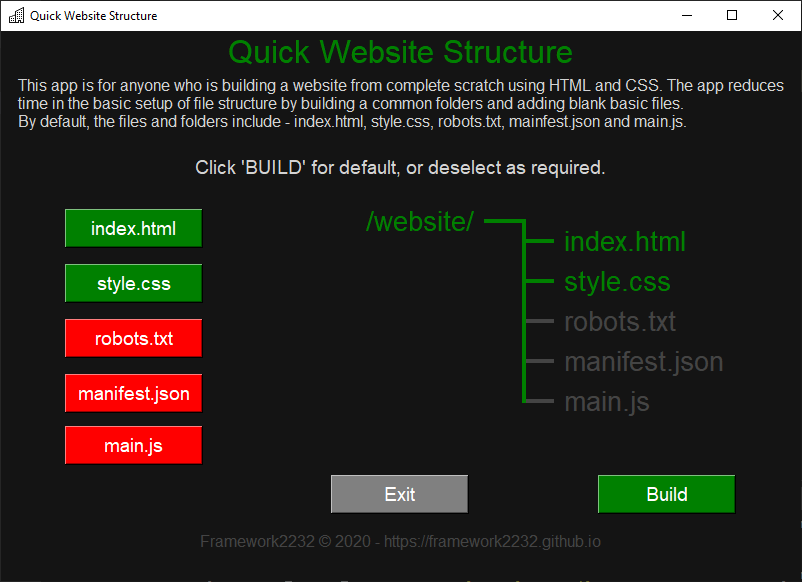 Quick Website Structure
Quick Website Structure
This app is for anyone who is building a website from complete scratch using HTML and CSS. The app reduces
time in the basic setup of file structure by building a common folders and adding blank basic files.
By default, the files and folders include - index.html, style.css, robots.txt, mainfest.json and main.js.
Click 'BUILD' for default, or deselect as required.
index.html
style.css
robots.txt
manifest.json
main.js
/website/
index.html
style.css
robots.txt
manifest.json
main.js
Exit
Build
Framework2232 © 2020 - https://framework2232.github.io